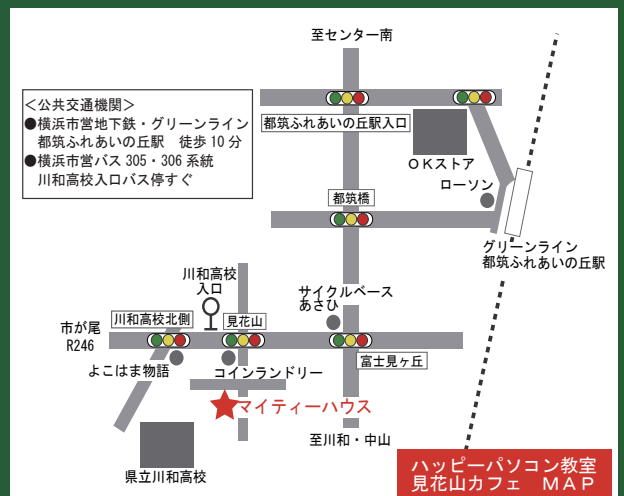 至センター南
＜公共交通機関＞
●横浜市営地下鉄・グリーンライン
都筑ふれあいの丘駅　徒歩 10 分
●横浜市営バス 305・306 系統
川和高校入口バス停すぐ
都筑ふれあいの丘駅入口
ＯＫストア
ローソン
都筑橋
グリーンライン
都筑ふれあいの丘駅
川和高校
入口
サイクルベース
あさひ
市が尾
R246
川和高校北側
見花山
富士見ヶ丘
よこはま物語
コインランドリー
マイティーハウス
至川和・中山
県立川和高校
ハッピーパソコン教室
見花山カフェ　ＭＡＰ